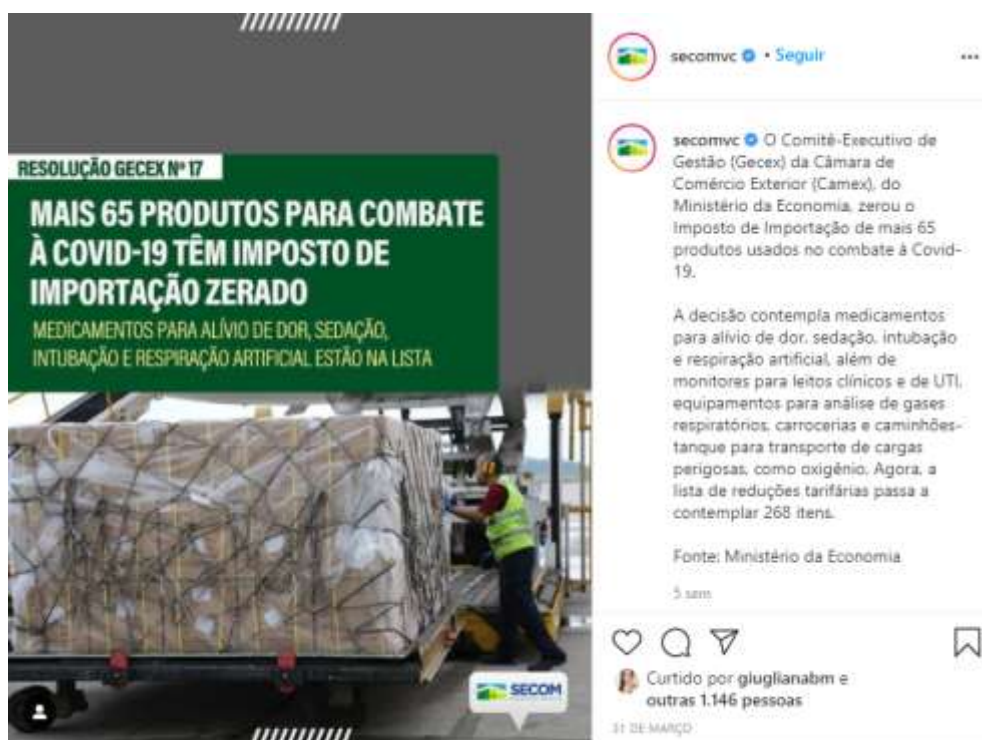 RESOLUÇÃO GECEX Nº 17
MAIS 65 PRODUTOS PARA COMBATE
À COVID-19 TÊM IMPOSTO DE
IMPORTAÇÃO ZERADO
MEDICAMENTOS PARA ALÍVIO DE DOR, SEDAÇÃO,
INTUBAÇÃO E RESPIRAÇÃO ARTIFICIAL ESTÃO NA LISTA
SECOM
secomvc • Seguir
secomvc O Comitê-Executivo de
Gestão (Gecex) da Câmara de
Comércio Exterior (Camex), do
Ministério da Economia, zerou o
Imposto de Importação de mais 65
produtos usados no combate à Covid-
19.
A decisão contempla medicamentos
para alívio de dor, sedação, intubação
e respiração artificial, além de
monitores para leitos clínicos e de UTI,
equipamentos para análise de gases
respiratórios, carrocerias e caminhões-
tanque para transporte de cargas
perigosas, como oxigênio. Agora, a
lista de reduções tarifárias passa a
contemplar 268 itens.
Fonte: Ministério da Economia
5 sem
Curtido por giuglianabm e
outras 1.146 pessoas
31 DE MARÇO